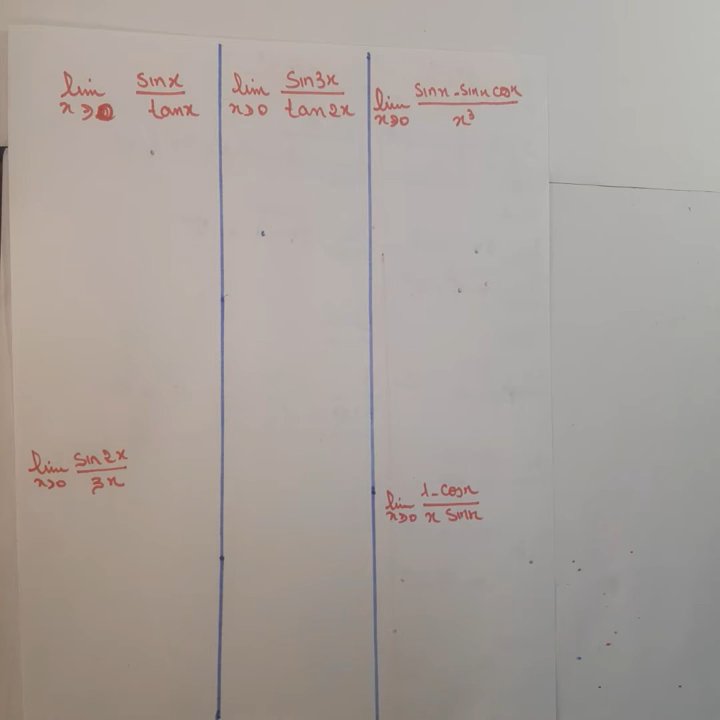 lim x→0 sinx/tanx
lim x→0 sin3x/tan2x
lim x→0 sinx-sinx cosx/x³
lim x→0 sin2x/3x
lim x→0 1-cosx/x sinx